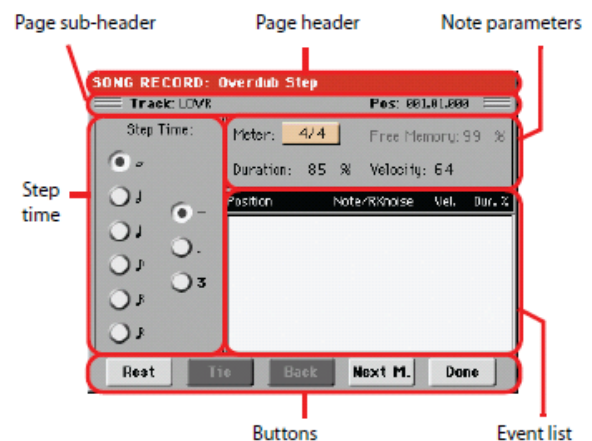 Page sub-header Page header Note parameters
SONG RECORD: Overdub Step
Track: LOWR Pos: 001.01.000
Step Time:
Meter: 4/4 Free Memory: 99 %
Duration: 85 % Velocity: 64
Step
time
Position Note/RXnoise Vel. Dur.%
-
.
3
Rest Tie Back Next M. Done
Buttons Event list